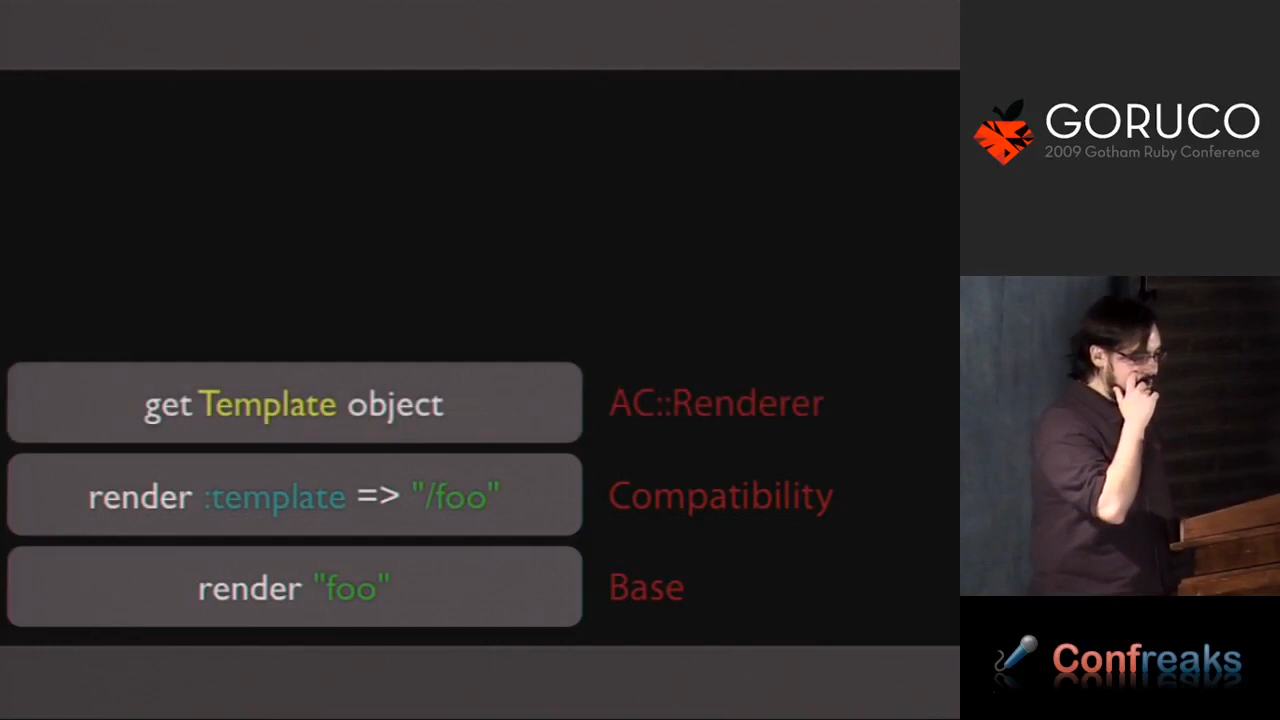 get Template object
AC::Renderer
render :template => "/foo"
Compatibility
render "foo"
Base
GORUCO
2009 Gotham Ruby Conference
Confreaks